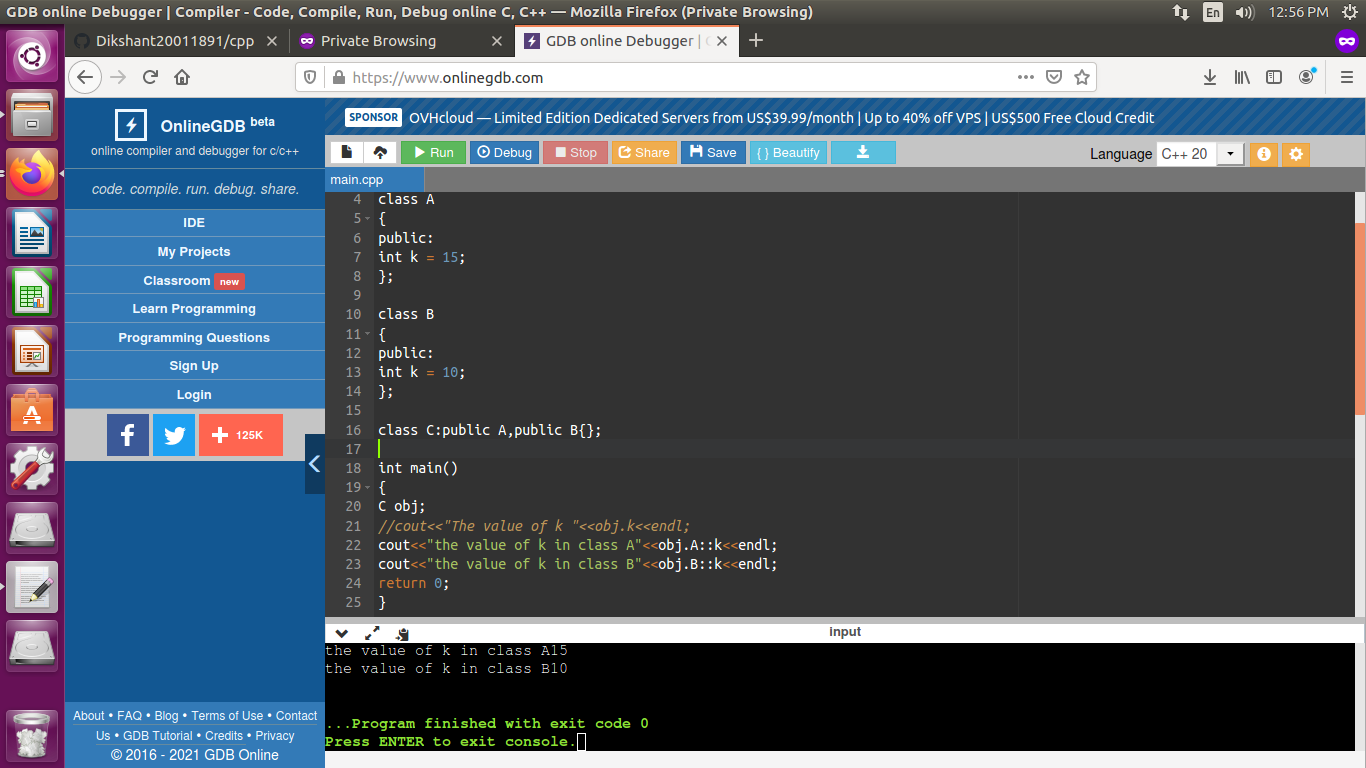 GDB online Debugger | Compiler - Code, Compile, Run, Debug online C, C++ — Mozilla Firefox (Private Browsing)
En
12:56 PM
Dikshant20011891/cpp
Private Browsing
GDB online Debugger |
https://www.onlinegdb.com
OnlineGDB beta
online compiler and debugger for c/c++
code. compile. run. debug. share.
IDE
My Projects
Classroom new
Learn Programming
Programming Questions
Sign Up
Login
125K
About • FAQ • Blog • Terms of Use • Contact
Us • GDB Tutorial • Credits • Privacy
© 2016 - 2021 GDB Online
SPONSOR OVHcloud — Limited Edition Dedicated Servers from US$39.99/month | Up to 40% off VPS | US$500 Free Cloud Credit
Run Debug Stop Share Save { } Beautify
Language C++ 20
main.cpp
4 class A
5 {
6 public:
7 int k = 15;
8 };
9
10 class B
11 {
12 public:
13 int k = 10;
14 };
15
16 class C:public A,public B{};
17
18 int main()
19 {
20 C obj;
21 //cout<<"The value of k "<<obj.k<<endl;
22 cout<<"the value of k in class A"<<obj.A::k<<endl;
23 cout<<"the value of k in class B"<<obj.B::k<<endl;
24 return 0;
25 }
input
the value of k in class A15
the value of k in class B10
...Program finished with exit code 0
Press ENTER to exit console.